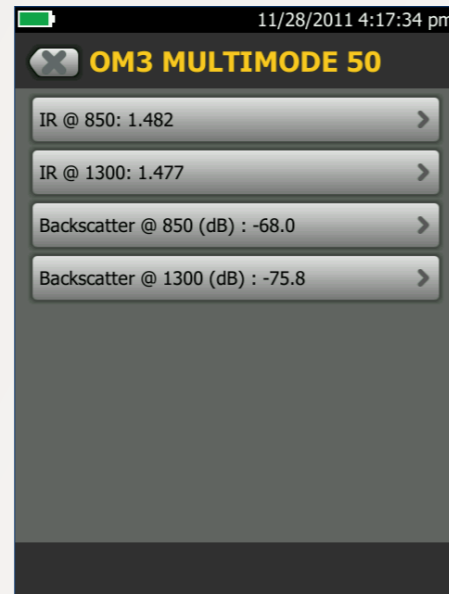 11/28/2011 4:17:34 pm
OM3 MULTIMODE 50
IR @ 850: 1.482
IR @ 1300: 1.477
Backscatter @ 850 (dB) : -68.0
Backscatter @ 1300 (dB) : -75.8